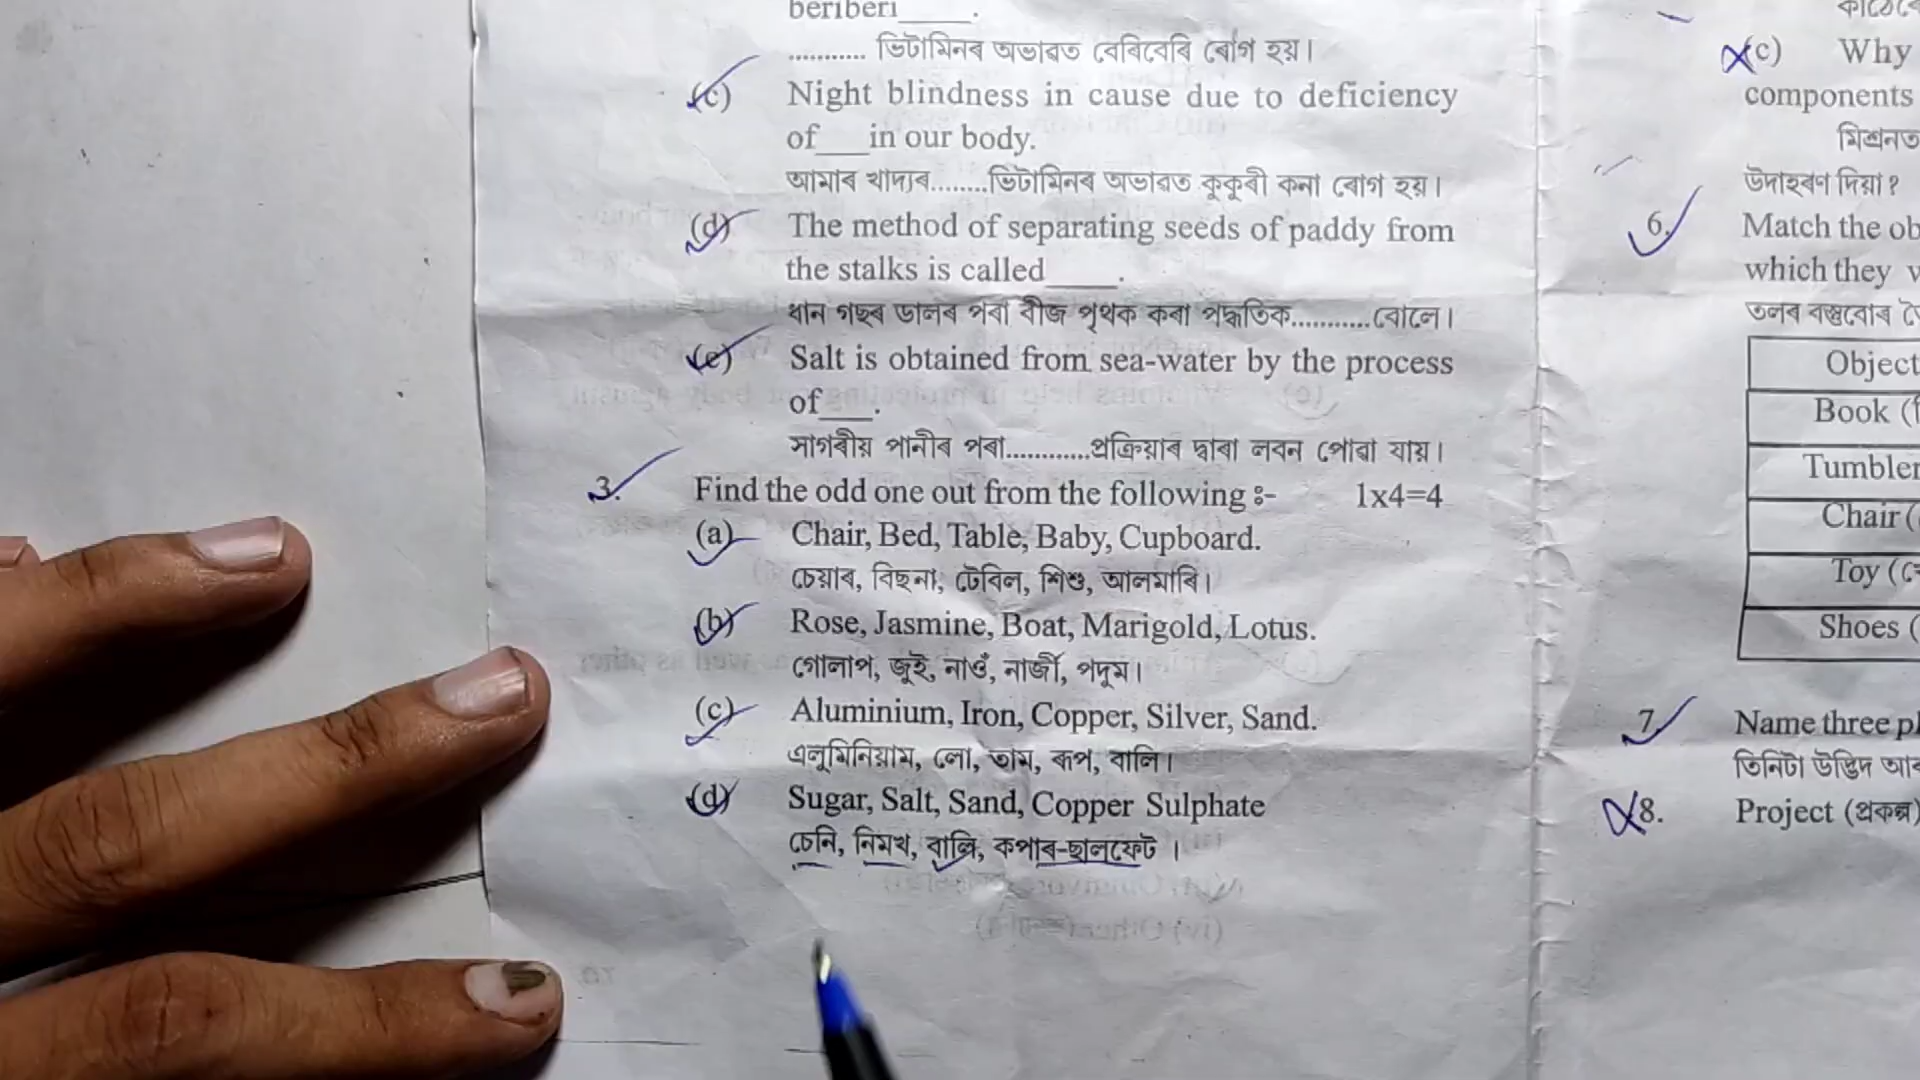 beriberi____.
........... ভিটামিনৰ অভাৱত বেৰিবেৰি ৰোগ হয়।
(c) Night blindness in cause due to deficiency
of___in our body.
আমাৰ খাদ্যৰ........ভিটামিনৰ অভাৱত কুকুৰী কনা ৰোগ হয়।
(d) The method of separating seeds of paddy from
the stalks is called____.
ধান গছৰ ডালৰ পৰা বীজ পৃথক কৰা পদ্ধতিক...........বোলে।
(e) Salt is obtained from sea-water by the process
of___.
সাগৰীয় পানীৰ পৰা............প্ৰক্ৰিয়াৰ দ্বাৰা লবন পোৱা যায়।
3. Find the odd one out from the following :- 1x4=4
(a) Chair, Bed, Table, Baby, Cupboard.
চেয়াৰ, বিছনা, টেবিল, শিশু, আলমাৰি।
(b) Rose, Jasmine, Boat, Marigold, Lotus.
গোলাপ, জুই, নাওঁ, নাৰ্জী, পদুম।
(c) Aluminium, Iron, Copper, Silver, Sand.
এলুমিনিয়াম, লো, তাম, ৰূপ, বালি।
(d) Sugar, Salt, Sand, Copper Sulphate
চেনি, নিমখ, বালি, কপাৰ-ছালফেট ।
(c) Why
components
মিশ্ৰনত
উদাহৰণ দিয়া ?
6. Match the ob
which they
তলৰ বস্তুবোৰ
Object
Book
Tumbler
Chair
Toy
Shoes
7. Name three pl
তিনিটা উদ্ভিদ আৰ
8. Project (প্ৰকল্প)